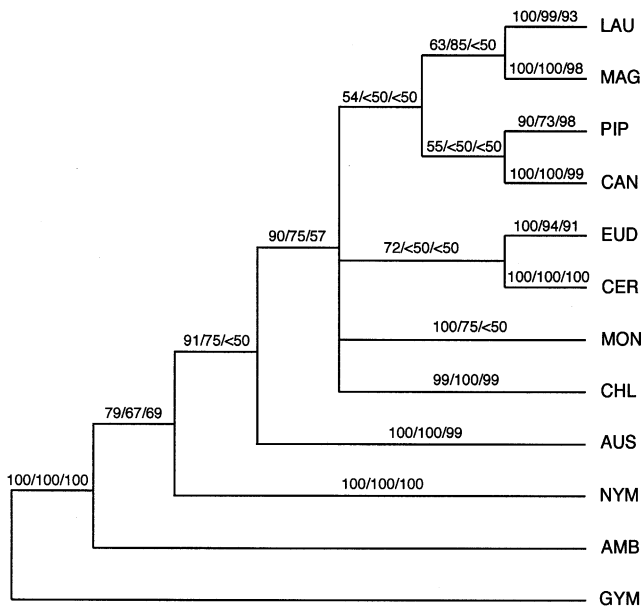 100/99/93 LAU
63/85/<50
100/100/98 MAG
54/<50/<50
90/73/98 PIP
55/<50/<50
100/100/99 CAN
100/94/91 EUD
90/75/57
72/<50/<50
100/100/100 CER
100/75/<50 MON
91/75/<50
99/100/99 CHL
79/67/69
100/100/99 AUS
100/100/100
100/100/100 NYM
AMB
GYM